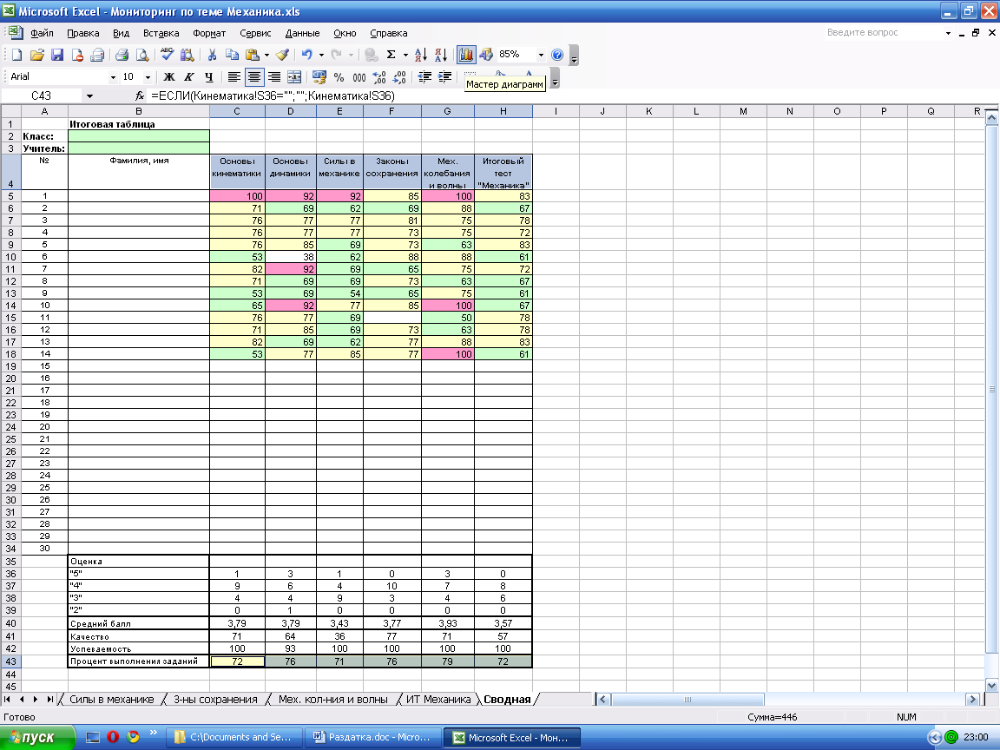 Microsoft Excel - Мониторинг по теме Механика.xls
Файл Правка Вид Вставка Формат Сервис Данные Окно Справка Введите вопрос
85%
Arial 10 Ж К Ч % 000
Мастер диаграмм
C43 fx =ЕСЛИ(Кинематика!S36="";"";Кинематика!S36)
A B C D E F G H I J K L M N O P Q R
1 Итоговая таблица
2 Класс:
3 Учитель:
4 № Фамилия, имя Основы кинематики Основы динамики Силы в механике Законы сохранения Мех. колебания и волны Итоговый тест "Механика"
5 1 100 92 92 85 100 83
6 2 71 69 62 69 88 67
7 3 76 77 77 81 75 78
8 4 76 77 77 73 75 72
9 5 76 85 69 73 63 83
10 6 53 38 62 88 88 61
11 7 82 92 69 65 75 72
12 8 71 69 69 73 63 67
13 9 53 69 54 65 75 61
14 10 65 92 77 85 100 67
15 11 76 77 69 50 78
16 12 71 85 69 73 63 78
17 13 82 69 62 77 88 83
18 14 53 77 85 77 100 61
19 15
20 16
21 17
22 18
23 19
24 20
25 21
26 22
27 23
28 24
29 25
30 26
31 27
32 28
33 29
34 30
35 Оценка
36 "5" 1 3 1 0 3 0
37 "4" 9 6 4 10 7 8
38 "3" 4 4 9 3 4 6
39 "2" 0 1 0 0 0 0
40 Средний балл 3,79 3,79 3,43 3,77 3,93 3,57
41 Качество 71 64 36 77 71 57
42 Успеваемость 100 93 100 100 100 100
43 Процент выполнения заданий 72 76 71 76 79 72
44
45
Силы в механике З-ны сохранения Мех. кол-ния и волны ИТ Механика Сводная
Готово Сумма=446 NUM
пуск C:\Documents and Se... Раздатка.doc - Micro... Microsoft Excel - Мон... 23:00